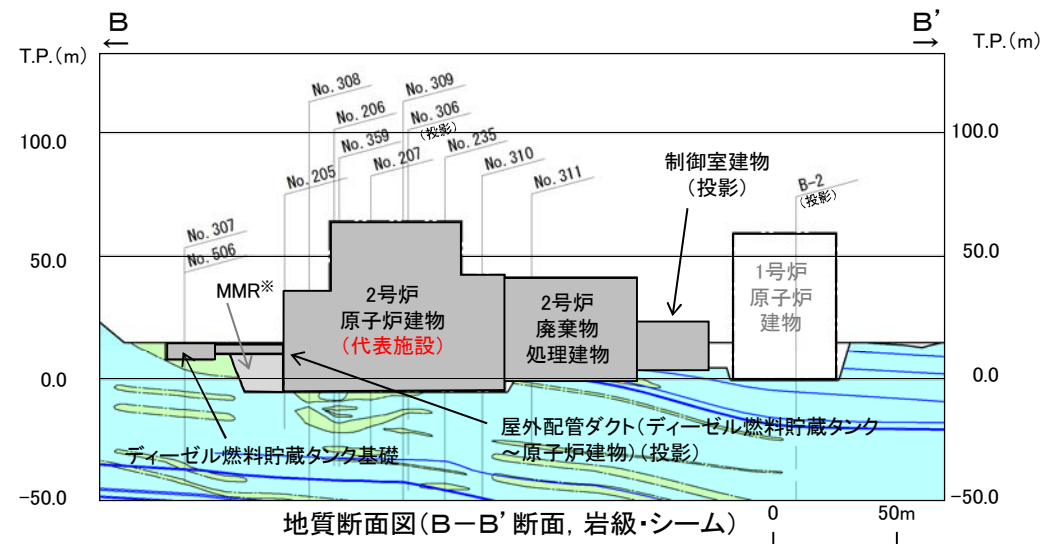 B
B’
T.P.(m)
T.P.(m)
No. 308
No. 309
No. 206
No. 306
(投影)
No. 359
No. 235
No. 207
No. 310
No. 205
No. 311
制御室建物
(投影)
B-2
(投影)
100.0
100.0
No. 307
No. 506
50.0
50.0
MMR※
2号炉
原子炉建物
(代表施設)
2号炉
廃棄物
処理建物
1号炉
原子炉
建物
0.0
0.0
ディーゼル燃料貯蔵タンク基礎
屋外配管ダクト(ディーゼル燃料貯蔵タンク
~原子炉建物)(投影)
-50.0
-50.0
地質断面図(B-B’断面, 岩級・シーム)
0
50m